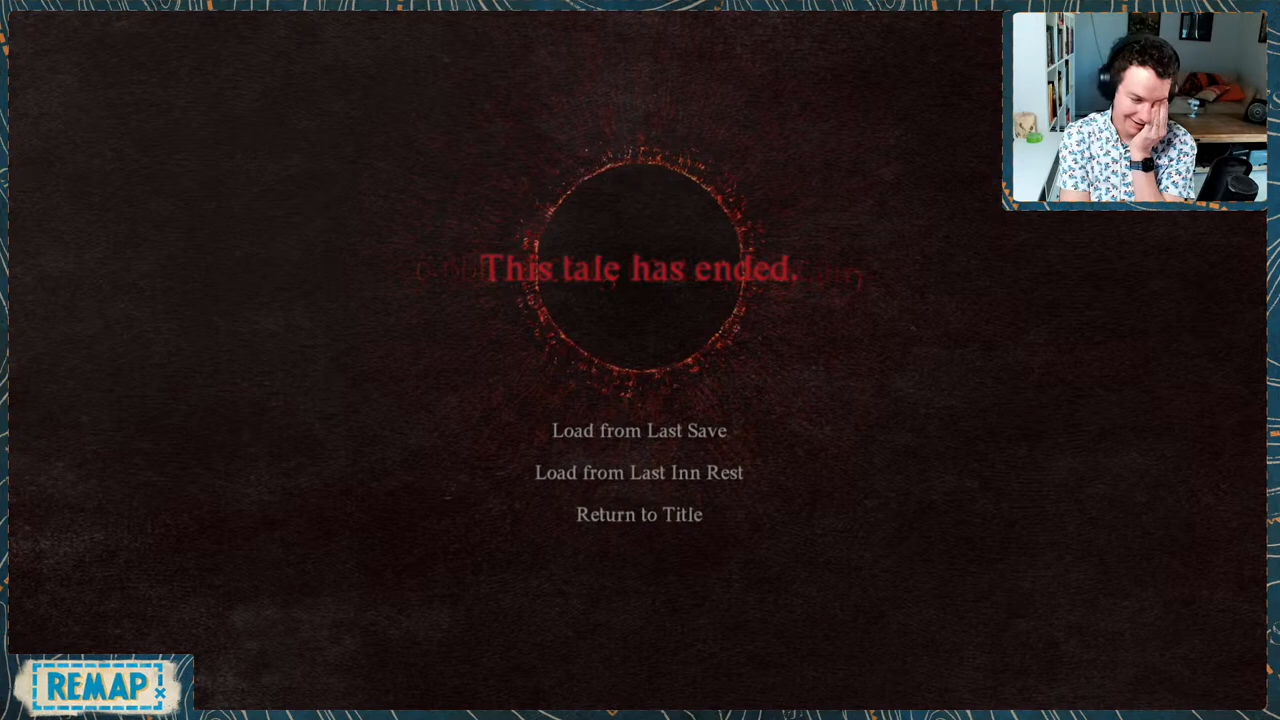 This tale has ended.
Load from Last Save
Load from Last Inn Rest
Return to Title
REMAP